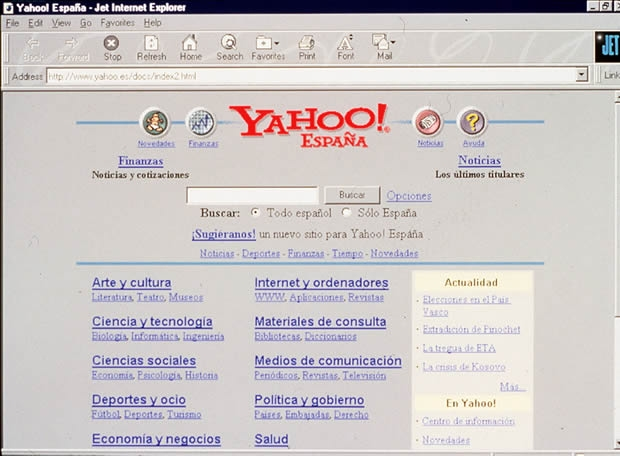 Yahoo! España - Jet Internet Explorer
File Edit View Go Favorites Help
Back Forward Stop Refresh Home Search Favorites Print Font Mail
JET
Address http://www.yahoo.es/docs/index2.html Link
Novedades Finanzas YAHOO! ESPAÑA Noticias Ayuda
Finanzas Noticias
Noticias y cotizaciones Los últimos titulares
Buscar Opciones
Buscar: Todo español Sólo España
¡Sugiéranos! un nuevo sitio para Yahoo! España
Noticias - Deportes - Finanzas - Tiempo - Novedades
Arte y cultura
Literatura, Teatro, Museos
Ciencia y tecnología
Biología, Informática, Ingeniería
Ciencias sociales
Economía, Psicología, Historia
Deportes y ocio
Fútbol, Deportes, Turismo
Economía y negocios
Internet y ordenadores
WWW, Aplicaciones, Revistas
Materiales de consulta
Bibliotecas, Diccionarios
Medios de comunicación
Periódicos, Revistas, Televisión
Política y gobierno
Países, Embajadas, Derecho
Salud
Actualidad
· Elecciones en el País
Vasco
· Extradición de Pinochet
· La tregua de ETA
· La crisis de Kosovo
Más...
En Yahoo!
· Centro de información
· Novedades